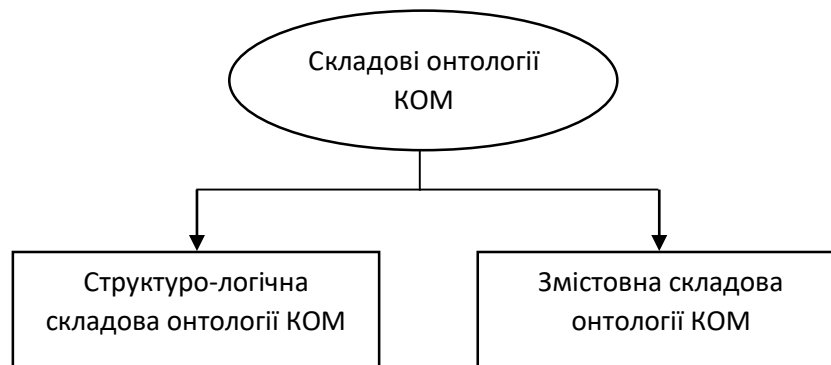 Складові онтології
КОМ
Структуро-логічна
складова онтології КОМ
Змістовна складова
онтології КОМ